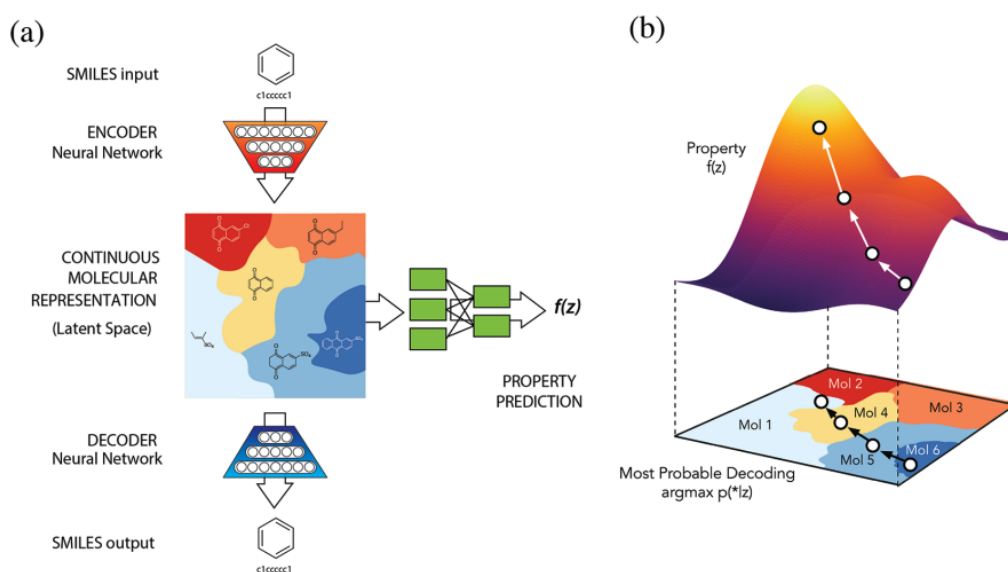 (a)
SMILES input
c1ccccc1
ENCODER
Neural Network
CONTINUOUS
MOLECULAR
REPRESENTATION
(Latent Space)
f(z)
PROPERTY
PREDICTION
DECODER
Neural Network
SMILES output
c1ccccc1
(b)
Property
f(z)
Mol 2
Mol 3
Mol 1
Mol 4
Mol 5
Mol 6
Most Probable Decoding
argmax p(*|z)